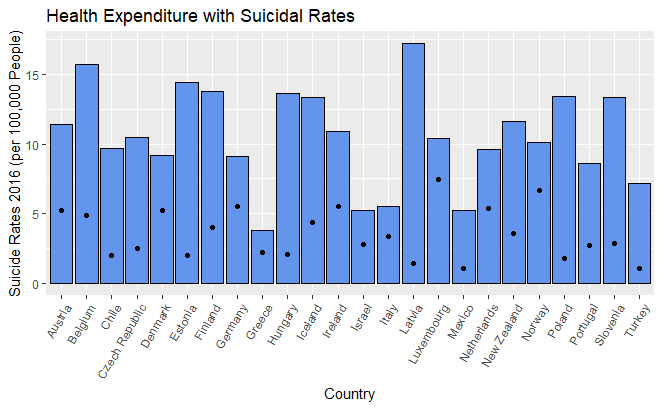 Health Expenditure with Suicidal Rates
Suicide Rates 2016 (per 100,000 People)
15
10
5
0
Austria
Belgium
Chile
Czech Republic
Denmark
Estonia
Finland
Germany
Greece
Hungary
Iceland
Ireland
Israel
Italy
Latvia
Luxembourg
Mexico
Netherlands
New Zealand
Norway
Poland
Portugal
Slovenia
Turkey
Country